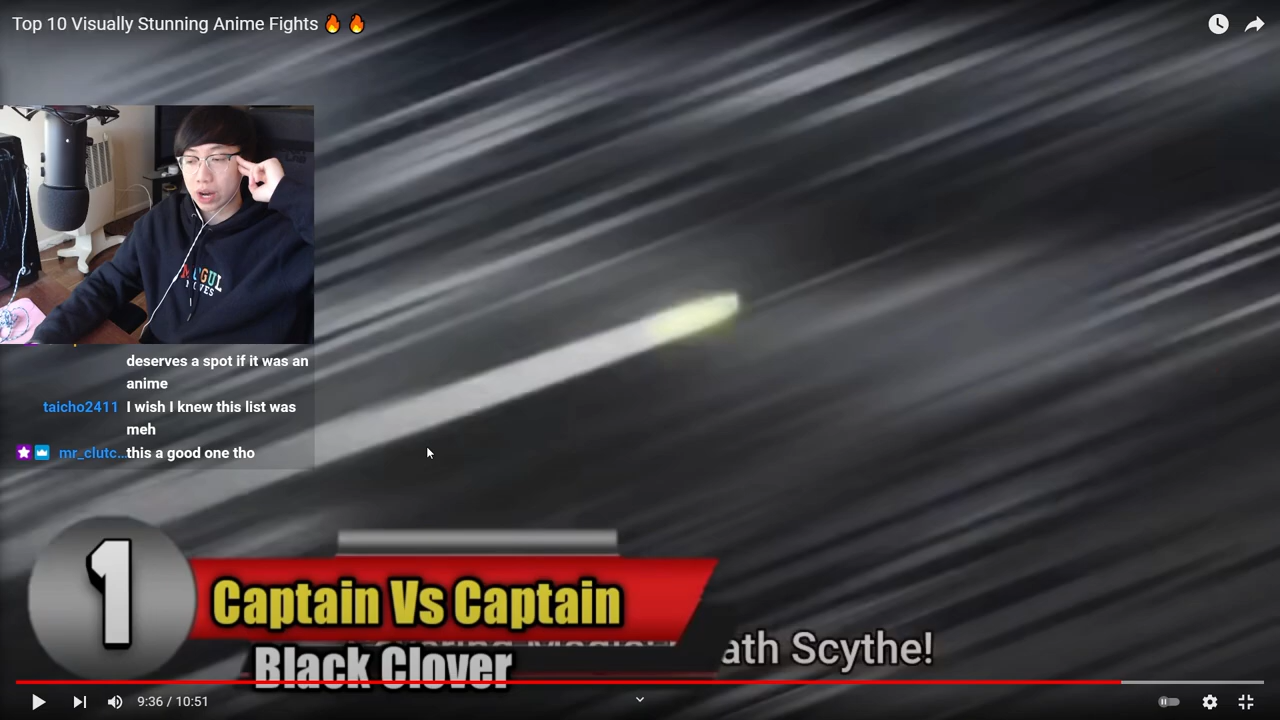 Top 10 Visually Stunning Anime Fights 🔥 🔥
deserves a spot if it was an
anime
taicho2411 I wish I knew this list was
meh
mr_clutc... this a good one tho
1
Captain Vs Captain
ath Scythe!
Black Clover
9:36 / 10:51